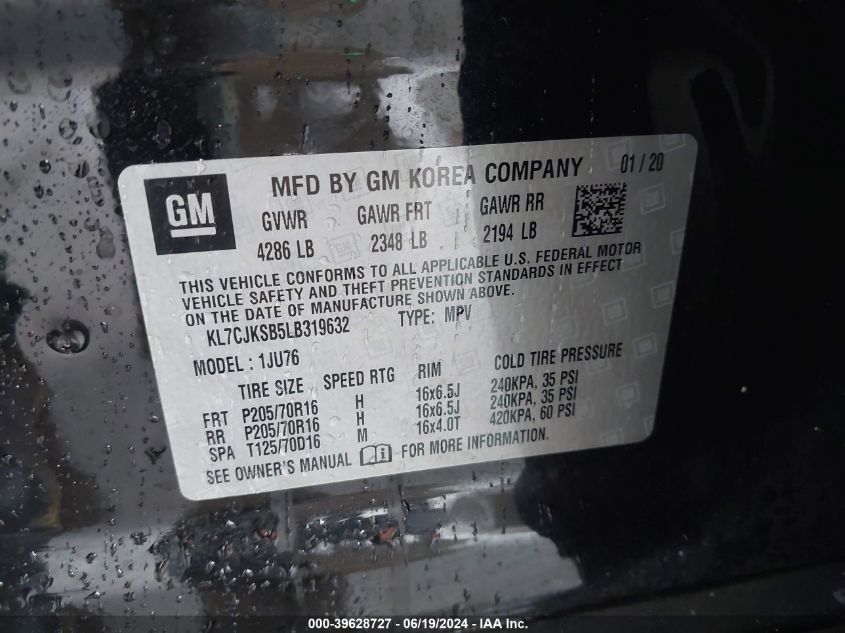 GM
MFD BY GM KOREA COMPANY 01 / 20
GVWR GAWR FRT GAWR RR
4286 LB 2348 LB 2194 LB
THIS VEHICLE CONFORMS TO ALL APPLICABLE U.S. FEDERAL MOTOR
VEHICLE SAFETY AND THEFT PREVENTION STANDARDS IN EFFECT
ON THE DATE OF MANUFACTURE SHOWN ABOVE.
KL7CJKSB5LB319632 TYPE: MPV
MODEL : 1JU76
TIRE SIZE SPEED RTG RIM COLD TIRE PRESSURE
FRT P205/70R16 H 16x6.5J 240KPA, 35 PSI
RR P205/70R16 H 16x6.5J 240KPA, 35 PSI
SPA T125/70D16 M 16x4.0T 420KPA, 60 PSI
SEE OWNER'S MANUAL i FOR MORE INFORMATION.
000-39628727 - 06/19/2024 - IAA Inc.